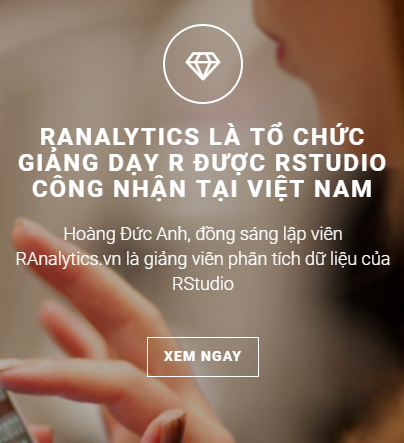 RANALYTICS LÀ TỔ CHỨC
GIẢNG DẠY R ĐƯỢC RSTUDIO
CÔNG NHẬN TẠI VIỆT NAM
Hoàng Đức Anh, đồng sáng lập viên
RAnalytics.vn là giảng viên phân tích dữ liệu của
RStudio
XEM NGAY